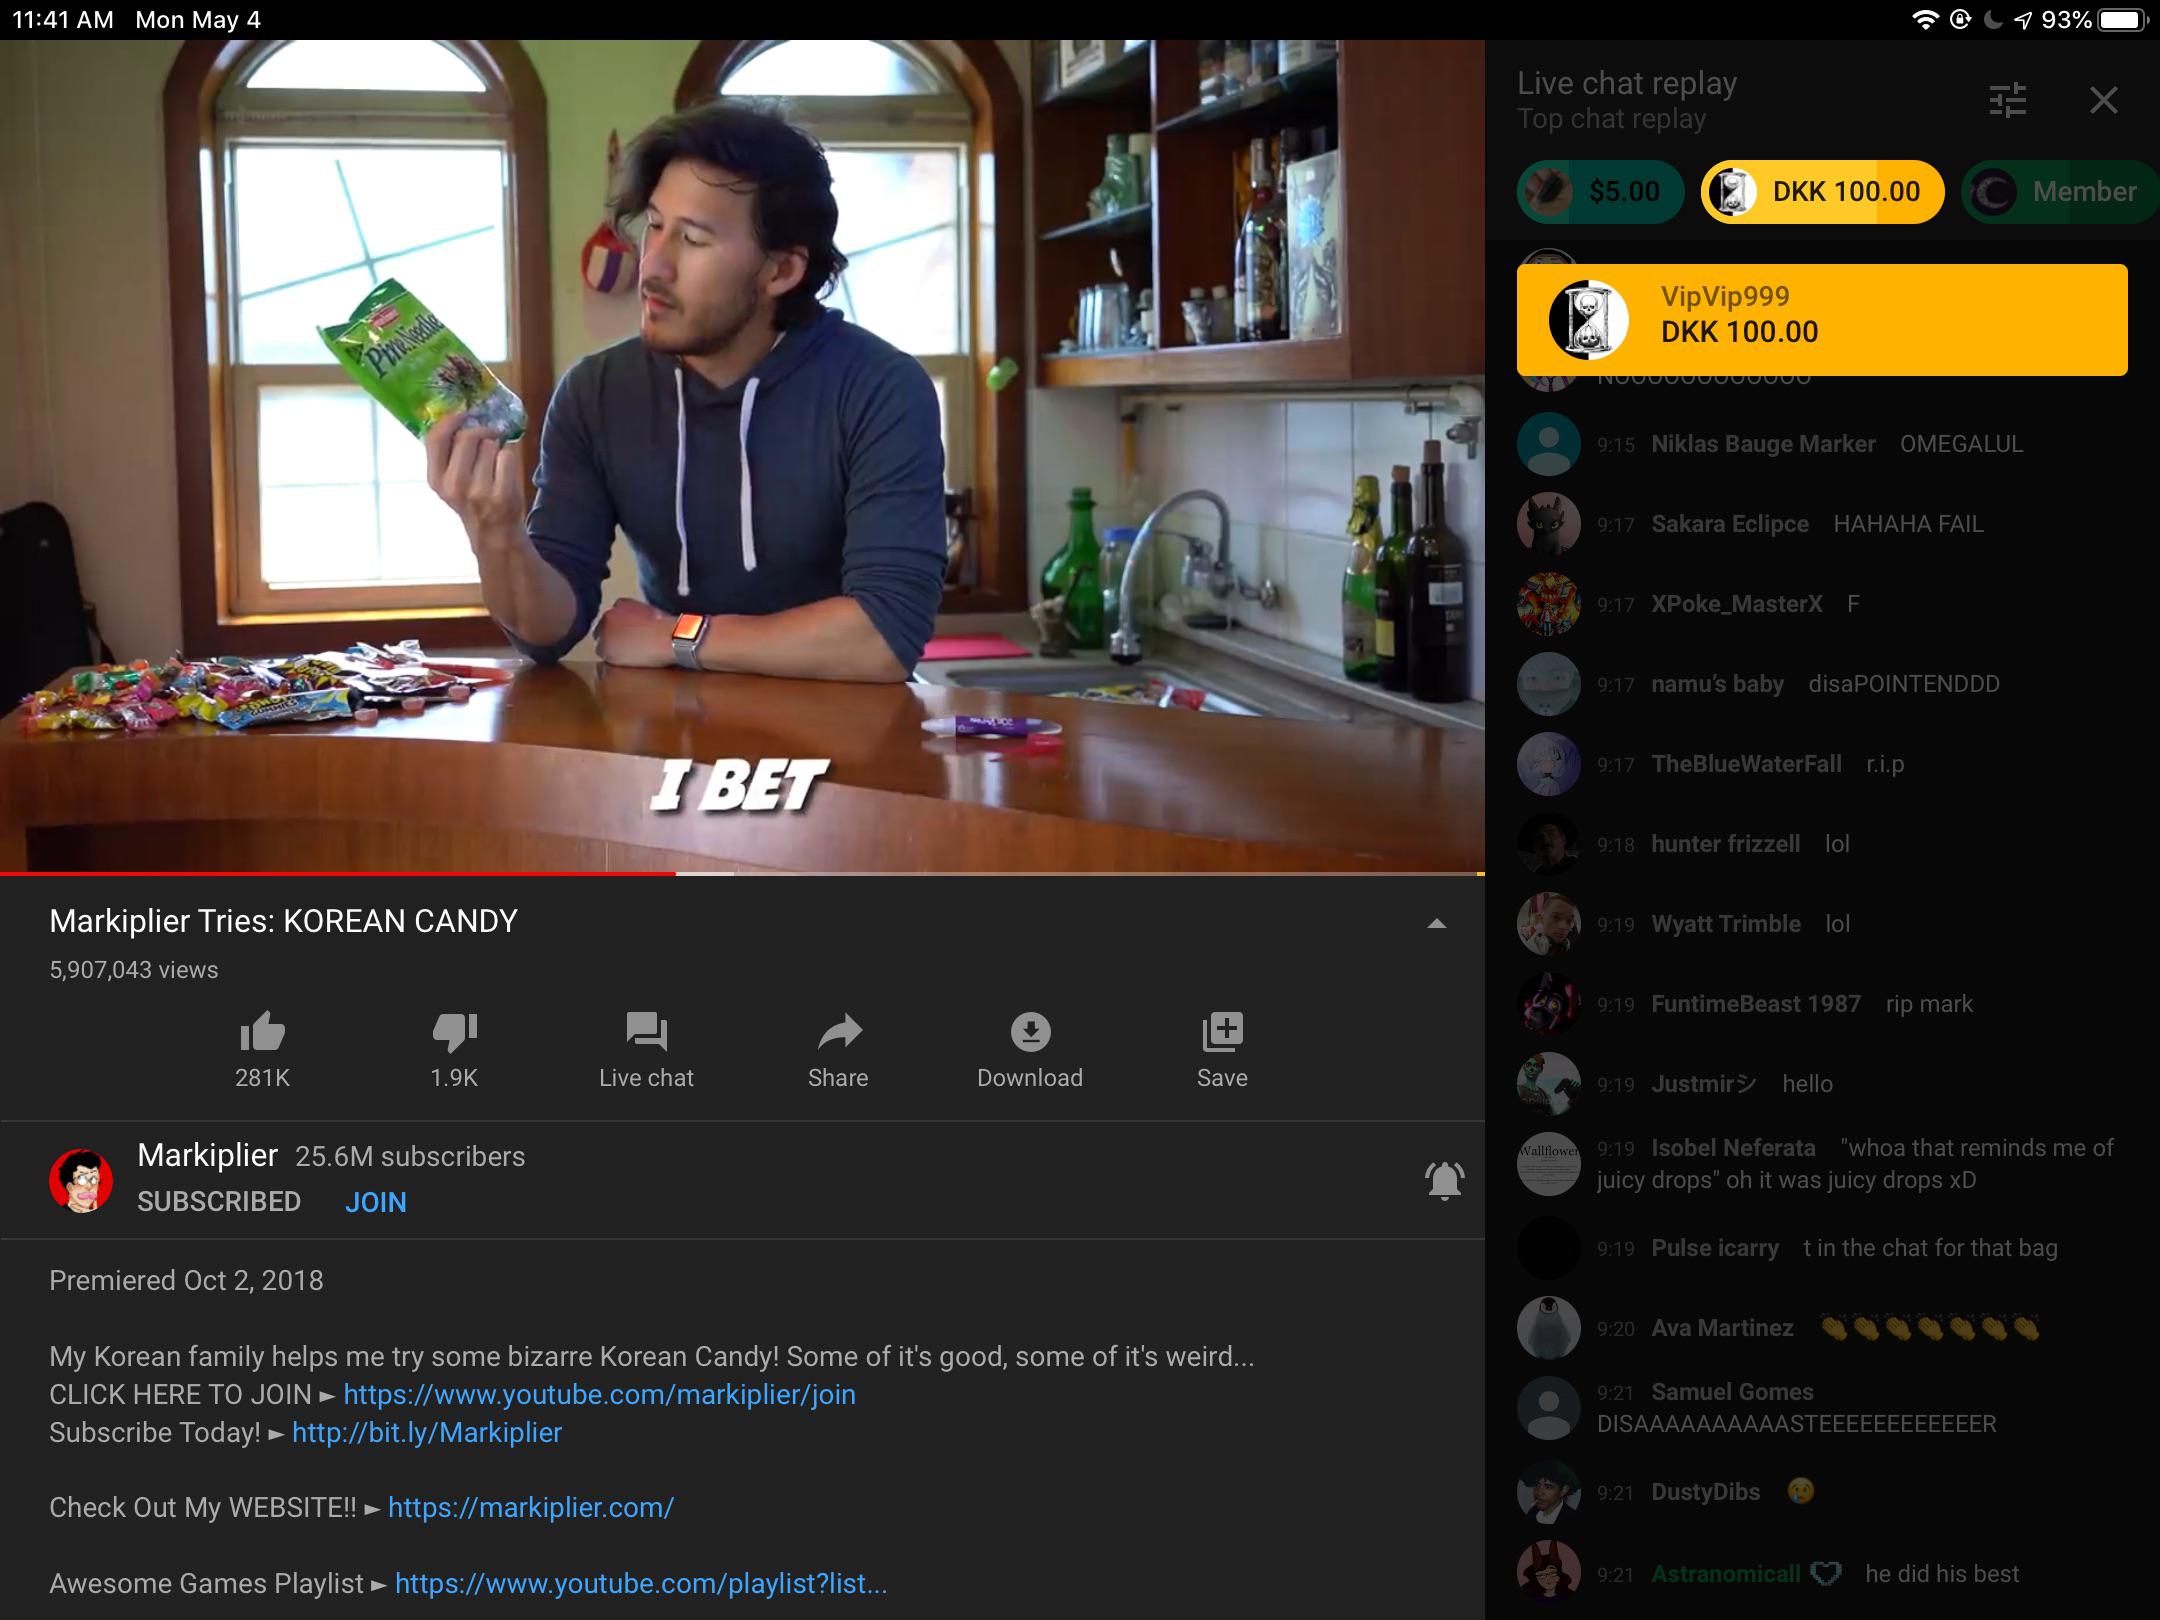 11:41 AM Mon May 4
93%
Pine Needle
I BET
Markiplier Tries: KOREAN CANDY
5,907,043 views
281K
1.9K
Live chat
Share
Download
Save
Markiplier 25.6M subscribers
SUBSCRIBED JOIN
Premiered Oct 2, 2018
My Korean family helps me try some bizarre Korean Candy! Some of it's good, some of it's weird...
CLICK HERE TO JOIN ► https://www.youtube.com/markiplier/join
Subscribe Today! ► http://bit.ly/Markiplier
Check Out My WEBSITE!! ► https://markiplier.com/
Awesome Games Playlist ► https://www.youtube.com/playlist?list...
Live chat replay
Top chat replay
$5.00
DKK 100.00
Member
VipVip999
DKK 100.00
9:15 Niklas Bauge Marker OMEGALUL
9:17 Sakara Eclipce HAHAHA FAIL
9:17 XPoke_MasterX F
9:17 namu's baby disaPOINTENDDD
9:17 TheBlueWaterFall r.i.p
9:18 hunter frizzell lol
9:19 Wyatt Trimble lol
9:19 FuntimeBeast 1987 rip mark
9:19 Justmirシ hello
Wallflower
9:19 Isobel Neferata "whoa that reminds me of
juicy drops" oh it was juicy drops xD
9:19 Pulse icarry t in the chat for that bag
9:20 Ava Martinez 👏👏👏👏👏👏👏
9:21 Samuel Gomes
DISAAAAAAAAAASTEEEEEEEEEEEER
9:21 DustyDibs 😢
9:21 Astranomicall he did his best